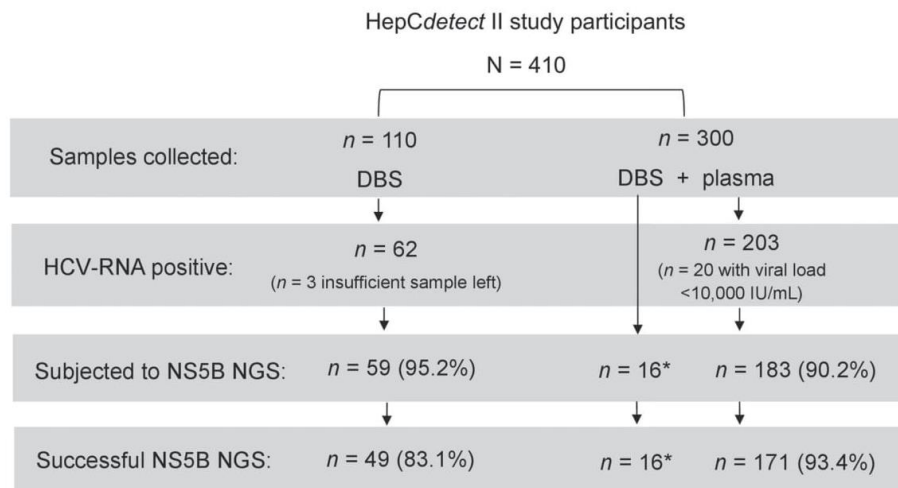 HepCdetect II study participants
N = 410
Samples collected:
n = 110
DBS
n = 300
DBS + plasma
HCV-RNA positive:
n = 62
(n = 3 insufficient sample left)
n = 203
(n = 20 with viral load
<10,000 IU/mL)
Subjected to NS5B NGS:
n = 59 (95.2%)
n = 16*
n = 183 (90.2%)
Successful NS5B NGS:
n = 49 (83.1%)
n = 16*
n = 171 (93.4%)